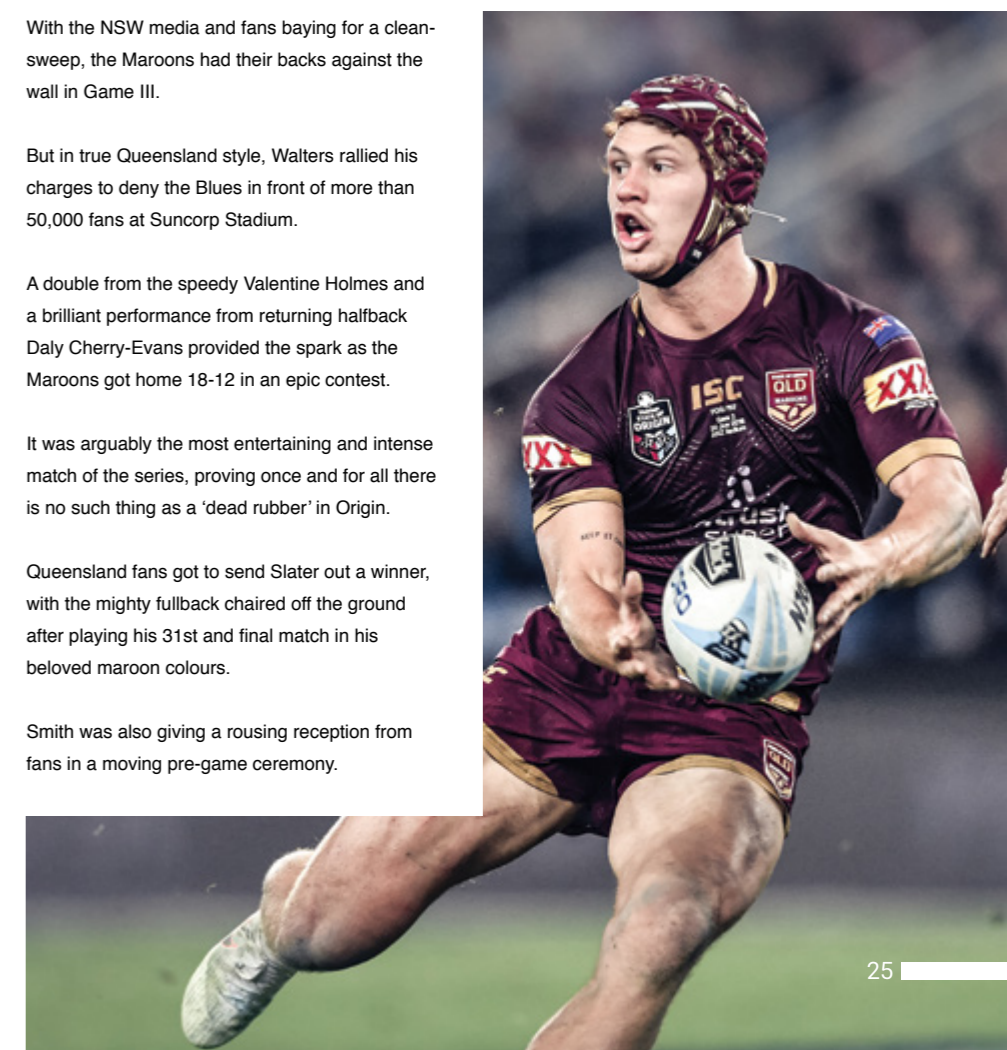 With the NSW media and fans baying for a clean-
sweep, the Maroons had their backs against the
wall in Game III.
But in true Queensland style, Walters rallied his
charges to deny the Blues in front of more than
50,000 fans at Suncorp Stadium.
A double from the speedy Valentine Holmes and
a brilliant performance from returning halfback
Daly Cherry-Evans provided the spark as the
Maroons got home 18-12 in an epic contest.
It was arguably the most entertaining and intense
match of the series, proving once and for all there
is no such thing as a ‘dead rubber’ in Origin.
Queensland fans got to send Slater out a winner,
with the mighty fullback chaired off the ground
after playing his 31st and final match in his
beloved maroon colours.
Smith was also giving a rousing reception from
fans in a moving pre-game ceremony.
ISC
QLD
MAROONS
ORIGIN
XXX
XXX
KEEP IT
QLD
25